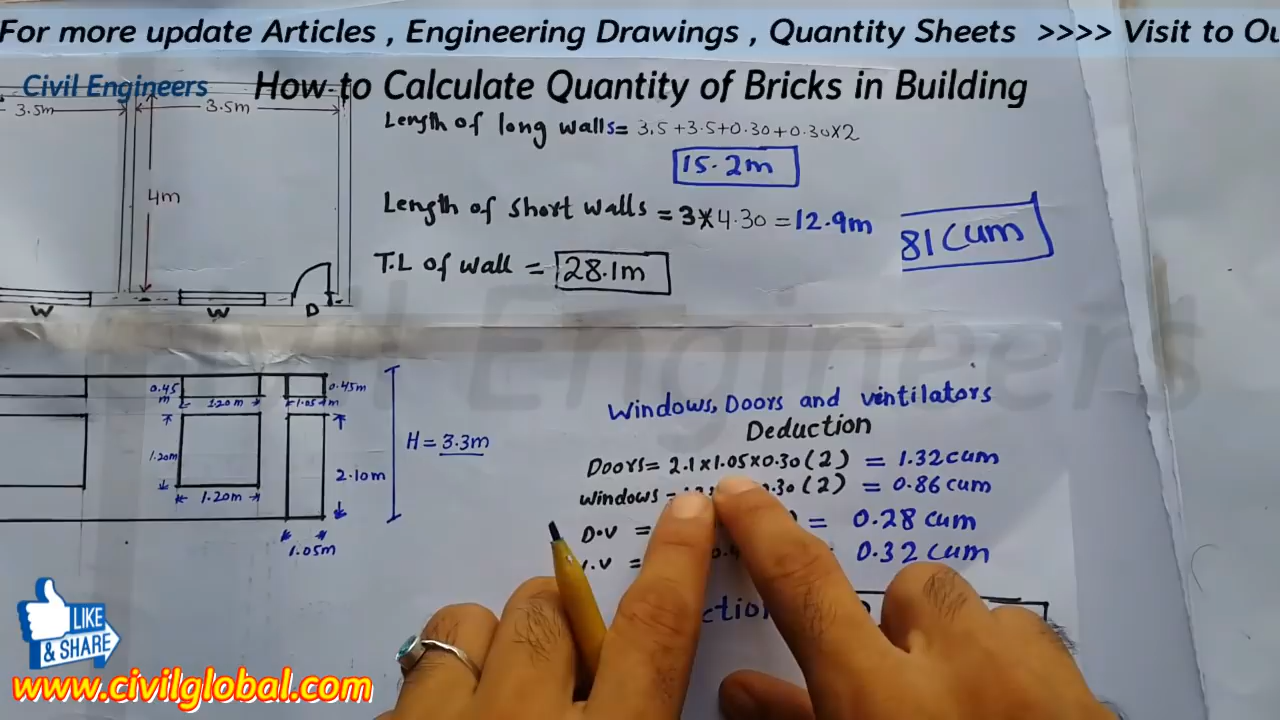 For more update Articles , Engineering Drawings , Quantity Sheets >>>> Visit to Ou
Civil Engineers
How to Calculate Quantity of Bricks in Building
3.5m
3.5m
4m
W
W
D
Length of long walls= 3.5+3.5+0.30+0.30×2
15.2m
Length of Short walls = 3×4.30 = 12.9m
T.L of wall = 28.1m
81 Cum
0.45
m
1.20m
1.05m
0.45m
1.20m
1.20m
2.10m
1.05m
H = 3.3m
Windows, Doors and ventilators
Deduction
Doors= 2.1×1.05×0.30(2) = 1.32cum
windows = 0.30(2) = 0.86cum
D.V = = 0.28 cum
.V = 0.32 cum
ction
Civil Engineers
LIKE
& SHARE
www.civilglobal.com